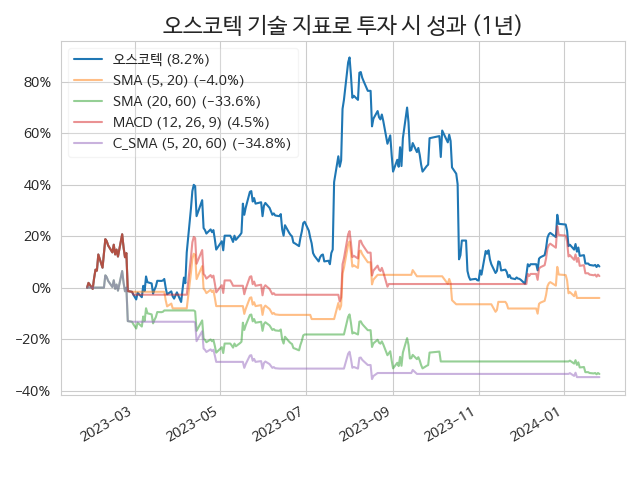 오스코텍 기술 지표로 투자 시 성과 (1년)
오스코텍 (8.2%)
SMA (5, 20) (−4.0%)
SMA (20, 60) (−33.6%)
MACD (12, 26, 9) (4.5%)
C_SMA (5, 20, 60) (−34.8%)
80%
60%
40%
20%
0%
−20%
−40%
2023−03
2023−05
2023−07
2023−09
2023−11
2024−01